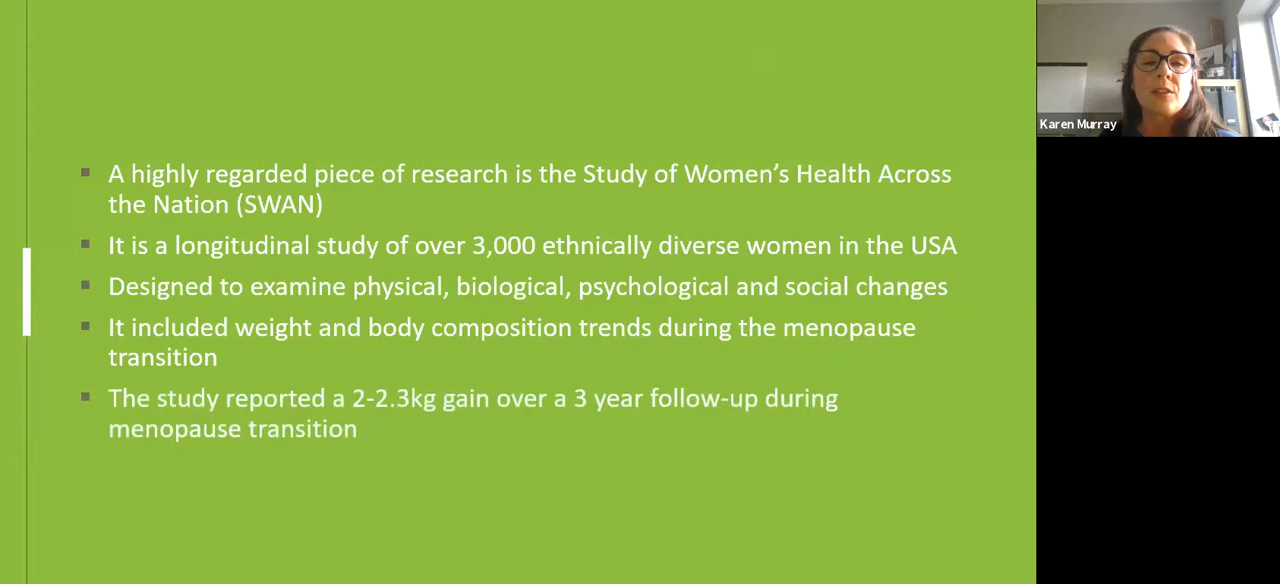 A highly regarded piece of research is the Study of Women’s Health Across
the Nation (SWAN)
It is a longitudinal study of over 3,000 ethnically diverse women in the USA
Designed to examine physical, biological, psychological and social changes
It included weight and body composition trends during the menopause
transition
The study reported a 2-2.3kg gain over a 3 year follow-up during
menopause transition
Karen Murray